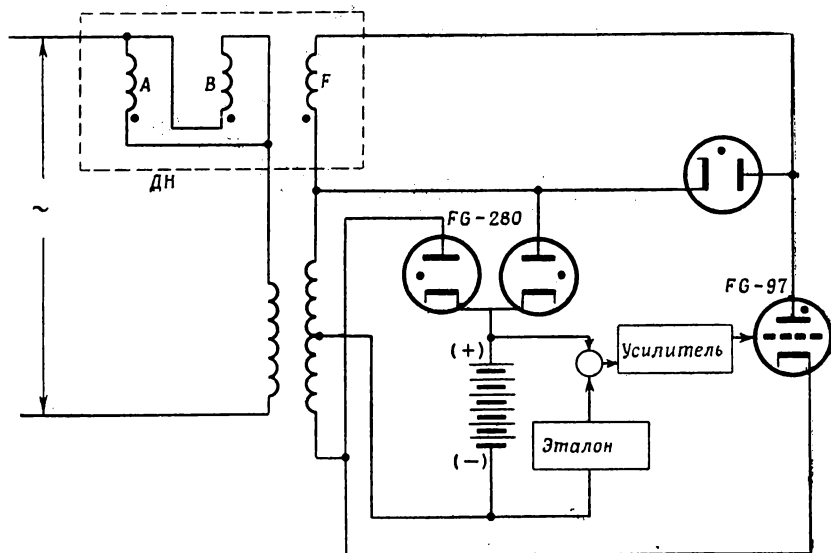 A
B
F
ДН
~
FG-280
FG-97
(+)
Усилитель
Эталон
(—)